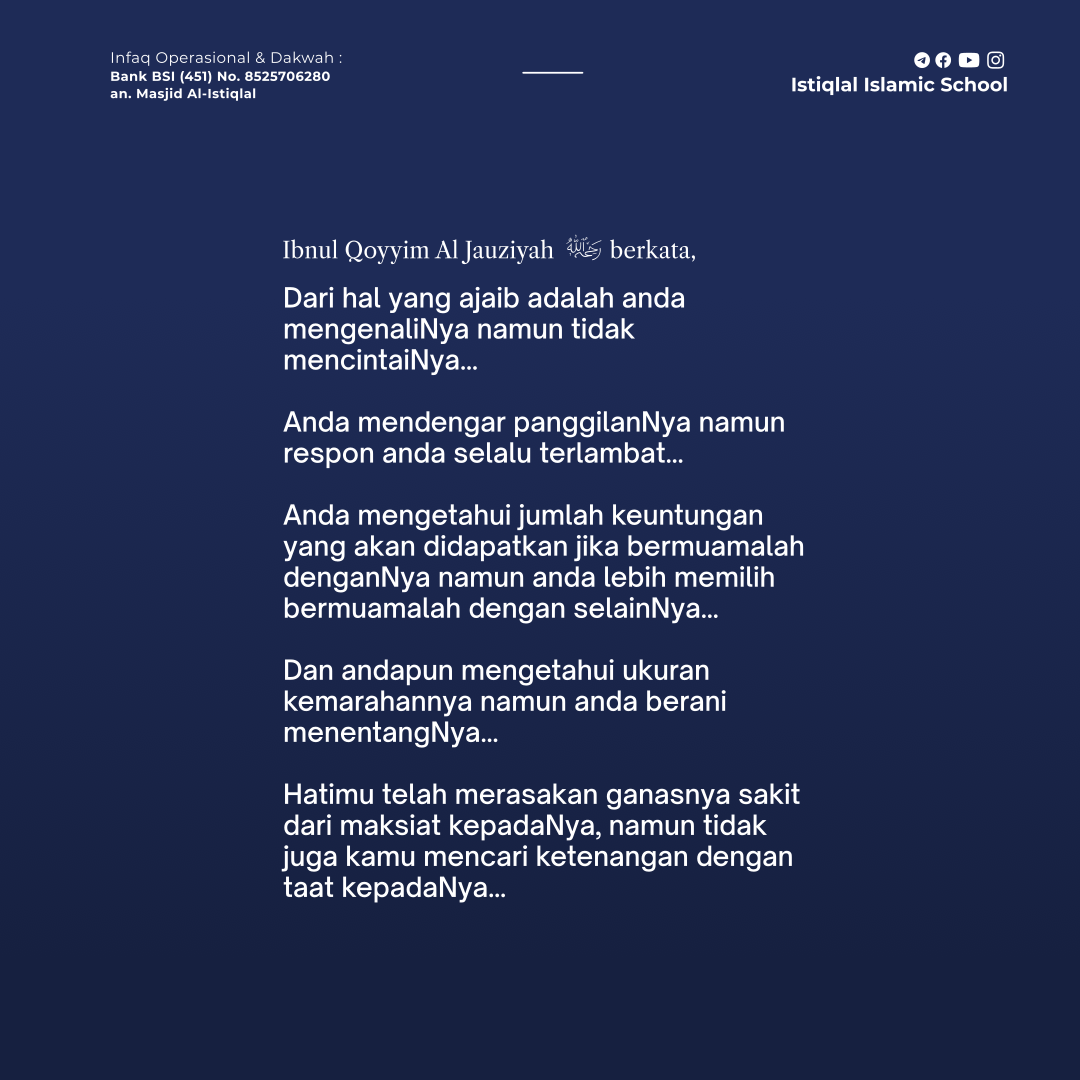 Infaq Operasional & Dakwah :
Bank BSI (451) No. 8525706280
an. Masjid Al-Istiqlal
Istiqlal Islamic School
Ibnul Qoyyim Al Jauziyah رحمه الله berkata,
Dari hal yang ajaib adalah anda
mengenaliNya namun tidak
mencintaiNya...
Anda mendengar panggilanNya namun
respon anda selalu terlambat...
Anda mengetahui jumlah keuntungan
yang akan didapatkan jika bermuamalah
denganNya namun anda lebih memilih
bermuamalah dengan selainNya...
Dan andapun mengetahui ukuran
kemarahannya namun anda berani
menentangNya...
Hatimu telah merasakan ganasnya sakit
dari maksiat kepadaNya, namun tidak
juga kamu mencari ketenangan dengan
taat kepadaNya...